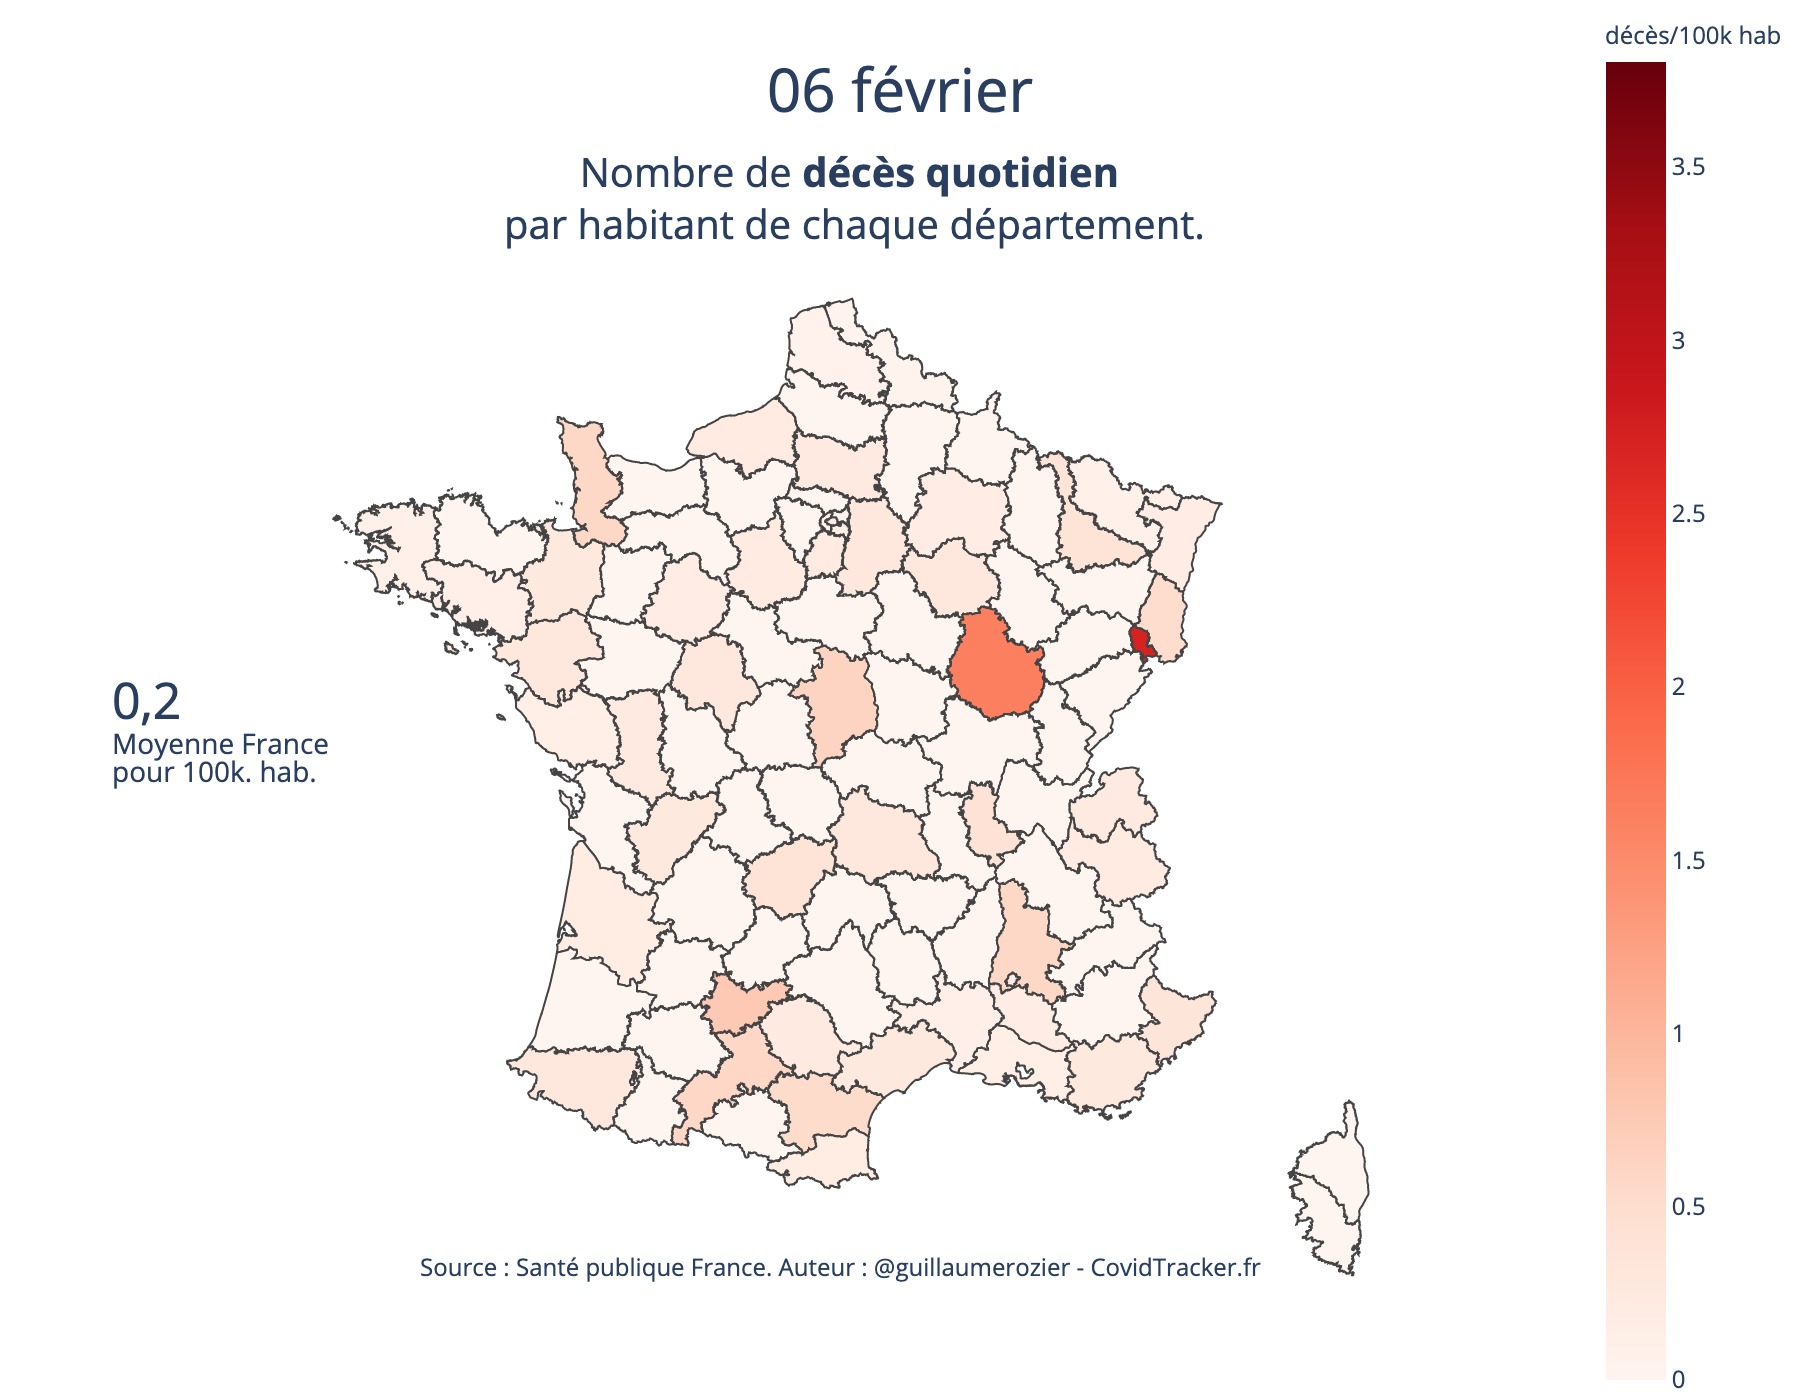 décès/100k hab
06 février
Nombre de décès quotidien
par habitant de chaque département.
3.5
3
2.5
2
1.5
1
0.5
0
0,2
Moyenne France
pour 100k. hab.
Source : Santé publique France. Auteur : @guillaumerozier - CovidTracker.fr